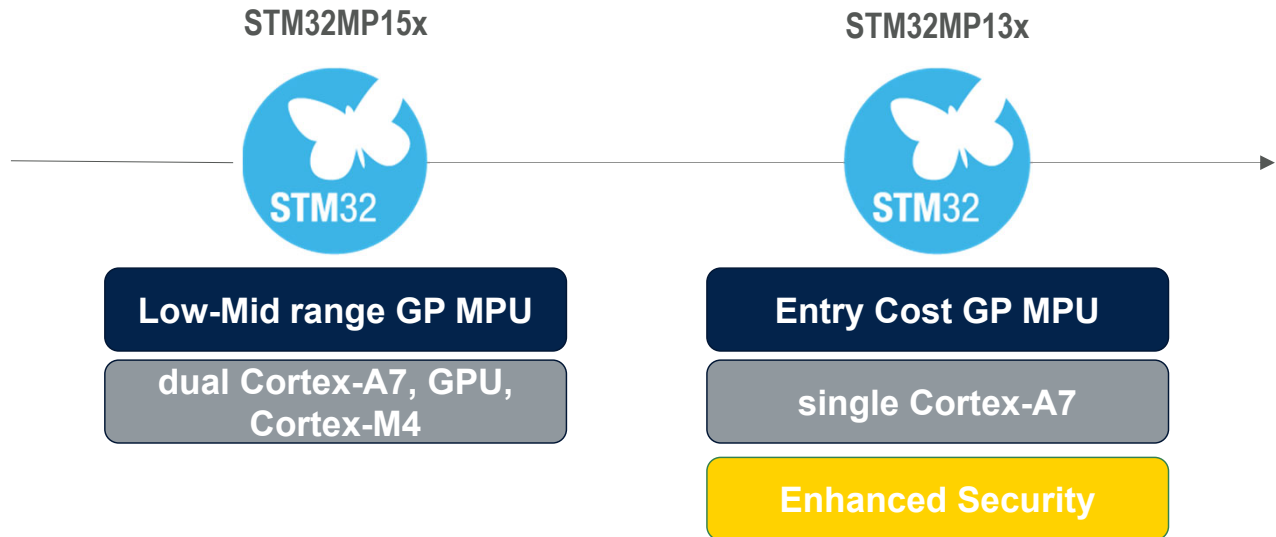 STM32MP15x
STM32MP13x
STM32
STM32
Low-Mid range GP MPU
Entry Cost GP MPU
dual Cortex-A7, GPU,
Cortex-M4
single Cortex-A7
Enhanced Security